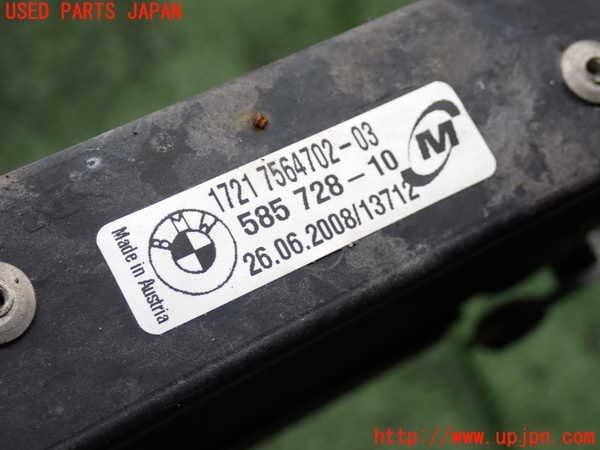 USED PARTS JAPAN
1721 7564702-03
585 728-10
26.06.2008/13712
M
BMW
Made in Austria
http://www.upjpn.com/